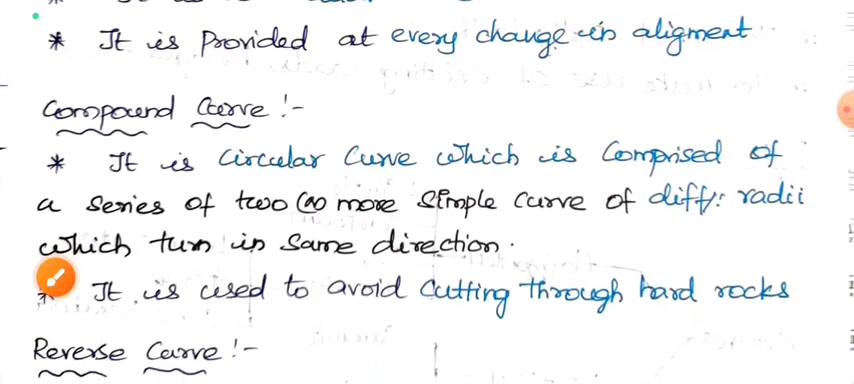 * It is Provided at every change in aligment
Compound Curve :-
* It is Circular Curve which is Comprised of
a series of two (or) more Simple curve of diff: radii
which turn in Same direction.
* It is used to avoid Cutting through hard rocks
Reverse Curve :-